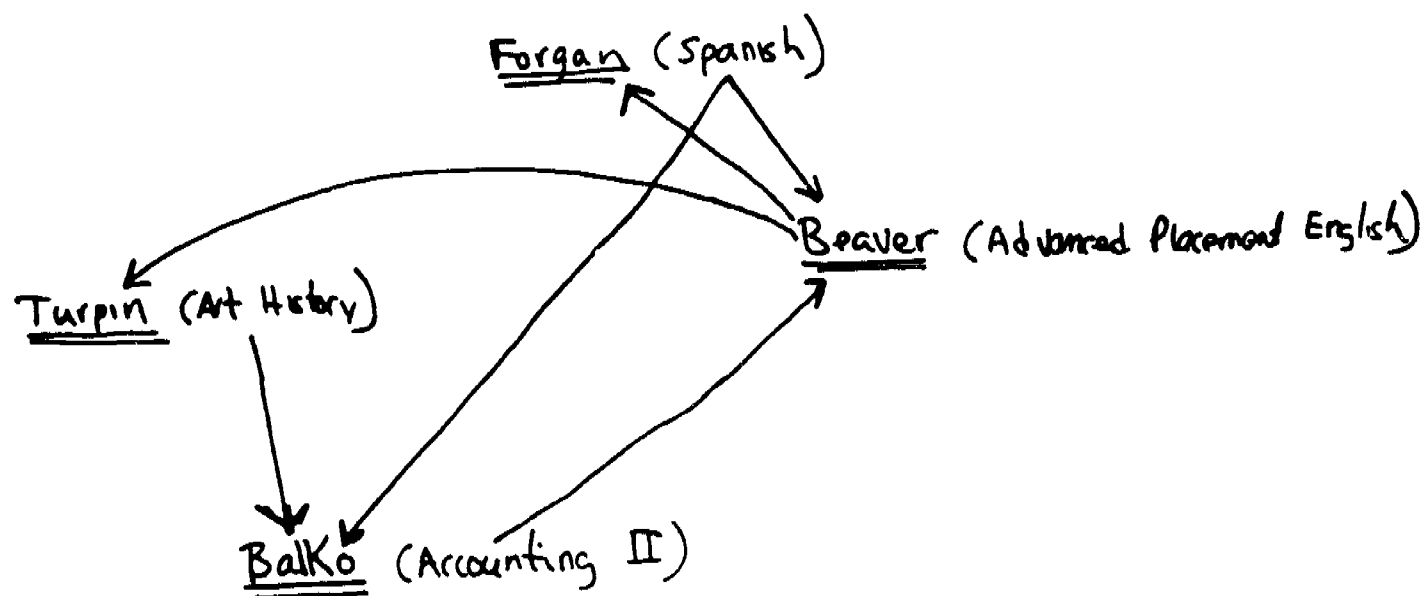 Forgan (Spanish)
Beaver (Advanced Placement English)
Turpin (Art History)
Balko (Accounting II)